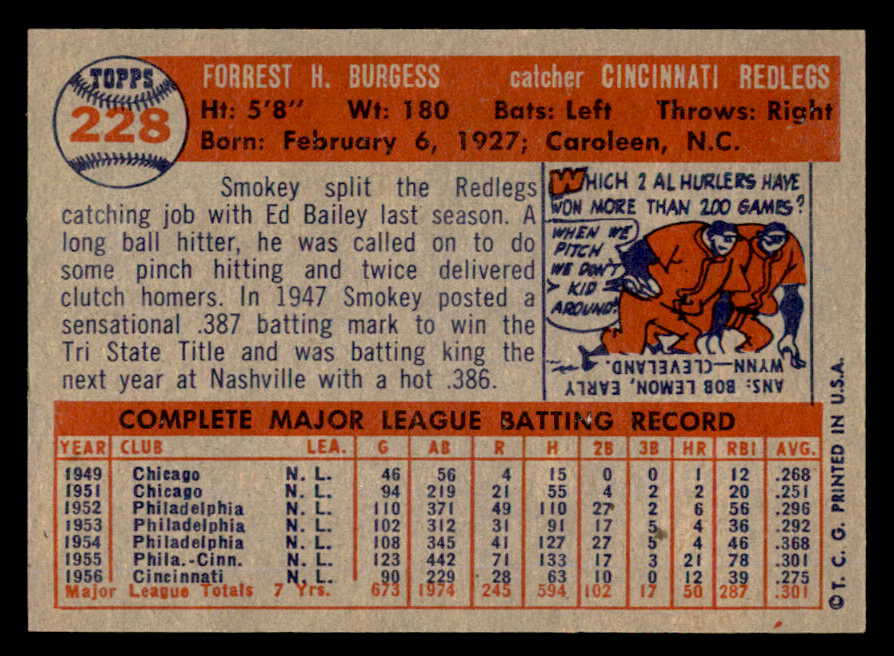 TOPPS
228
FORREST H. BURGESS catcher CINCINNATI REDLEGS
Ht: 5'8" Wt: 180 Bats: Left Throws: Right
Born: February 6, 1927; Caroleen, N.C.
Smokey split the Redlegs
catching job with Ed Bailey last season. A
long ball hitter, he was called on to do
some pinch hitting and twice delivered
clutch homers. In 1947 Smokey posted a
sensational .387 batting mark to win the
Tri State Title and was batting king the
next year at Nashville with a hot .386.
WHICH 2 AL HURLERS HAVE
WON MORE THAN 200 GAMES?
WHEN WE
PITCH
WE DON'T
KID
AROUND!
ANS: BOB LEMON, EARLY
WYNN—CLEVELAND.
COMPLETE MAJOR LEAGUE BATTING RECORD
YEAR CLUB LEA. G AB R H 2B 3B HR RBI AVG.
1949 Chicago N. L. 46 56 4 15 0 0 1 12 .268
1951 Chicago N. L. 94 219 21 55 4 2 2 20 .251
1952 Philadelphia N. L. 110 371 49 110 27 2 6 56 .296
1953 Philadelphia N. L. 102 312 31 91 17 5 4 36 .292
1954 Philadelphia N. L. 108 345 41 127 27 5 4 46 .368
1955 Phila.-Cinn. N. L. 123 442 71 133 17 3 21 78 .301
1956 Cincinnati N. L. 90 229 28 63 10 0 12 39 .275
Major League Totals 7 Yrs. 673 1974 245 594 102 17 50 287 .301
© T. C. G. PRINTED IN U.S.A.